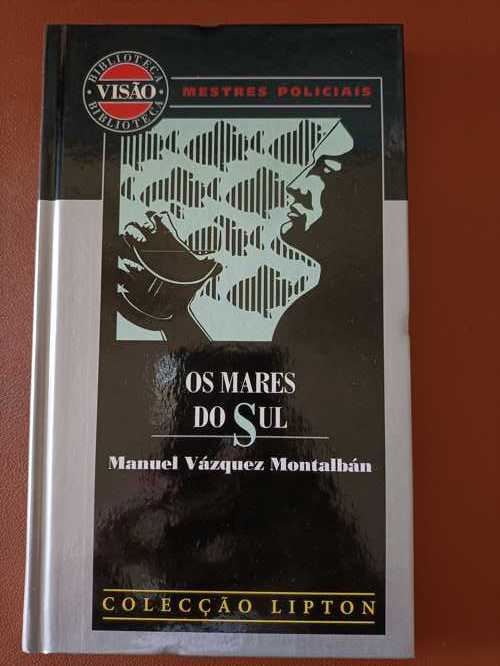 BIBLIOTECA
VISÃO
BIBLIOTECA
MESTRES POLICIAIS
OS MARES
DO SUL
Manuel Vázquez Montalbán
COLECÇÃO LIPTON